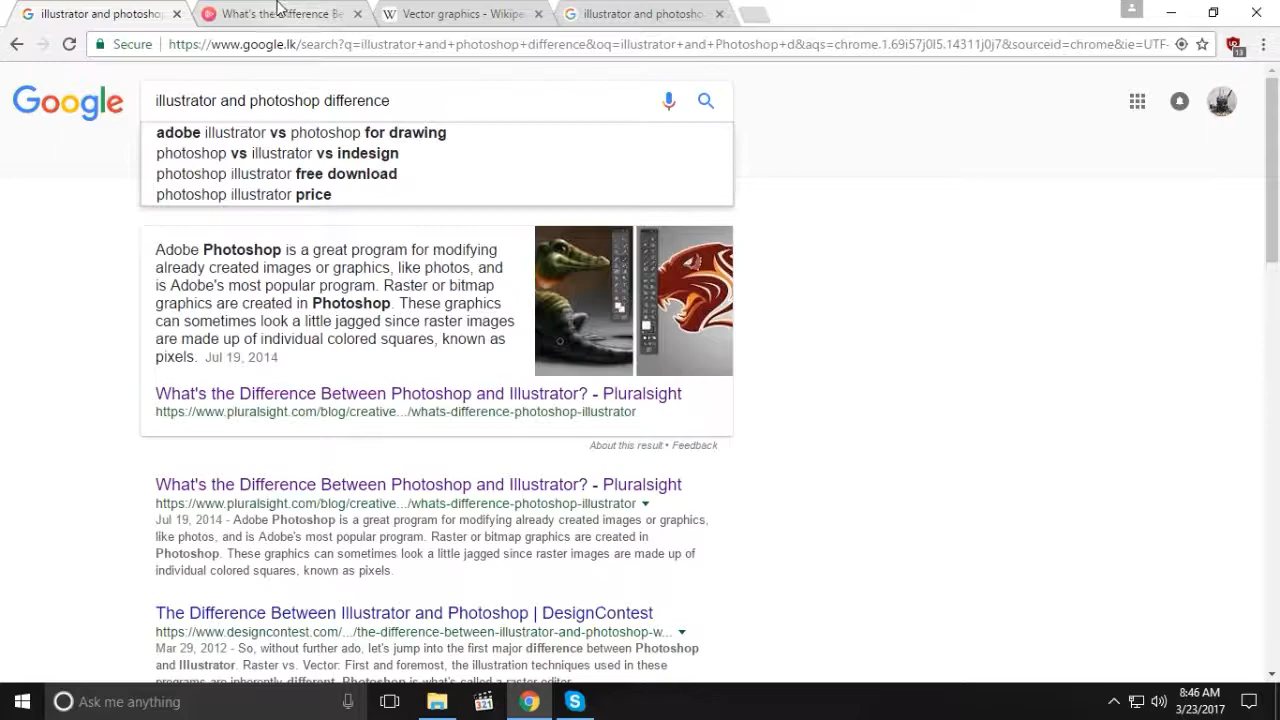 illustrator and photoshop
What's the Difference Be
Vector graphics - Wikipe
illustrator and photosho
Secure
https://www.google.lk/search?q=illustrator+and+photoshop+difference&oq=illustrator+and+Photoshop+d&aqs=chrome.1.69i57j0l5.14311j0j7&sourceid=chrome&ie=UTF-
13
Google
illustrator and photoshop difference
adobe illustrator vs photoshop for drawing
photoshop vs illustrator vs indesign
photoshop illustrator free download
photoshop illustrator price
Adobe Photoshop is a great program for modifying
already created images or graphics, like photos, and
is Adobe's most popular program. Raster or bitmap
graphics are created in Photoshop. These graphics
can sometimes look a little jagged since raster images
are made up of individual colored squares, known as
pixels. Jul 19, 2014
What's the Difference Between Photoshop and Illustrator? - Pluralsight
https://www.pluralsight.com/blog/creative.../whats-difference-photoshop-illustrator
About this result • Feedback
What's the Difference Between Photoshop and Illustrator? - Pluralsight
https://www.pluralsight.com/blog/creative.../whats-difference-photoshop-illustrator
Jul 19, 2014 - Adobe Photoshop is a great program for modifying already created images or graphics,
like photos, and is Adobe's most popular program. Raster or bitmap graphics are created in
Photoshop. These graphics can sometimes look a little jagged since raster images are made up of
individual colored squares, known as pixels.
The Difference Between Illustrator and Photoshop | DesignContest
https://www.designcontest.com/.../the-difference-between-illustrator-and-photoshop-w...
Mar 29, 2012 - So, without further ado, let's jump into the first major difference between Photoshop
and Illustrator. Raster vs. Vector: First and foremost, the illustration techniques used in these
programs are inherently different. Photoshop is what's called a raster editor
Ask me anything
321
8:46 AM
3/23/2017